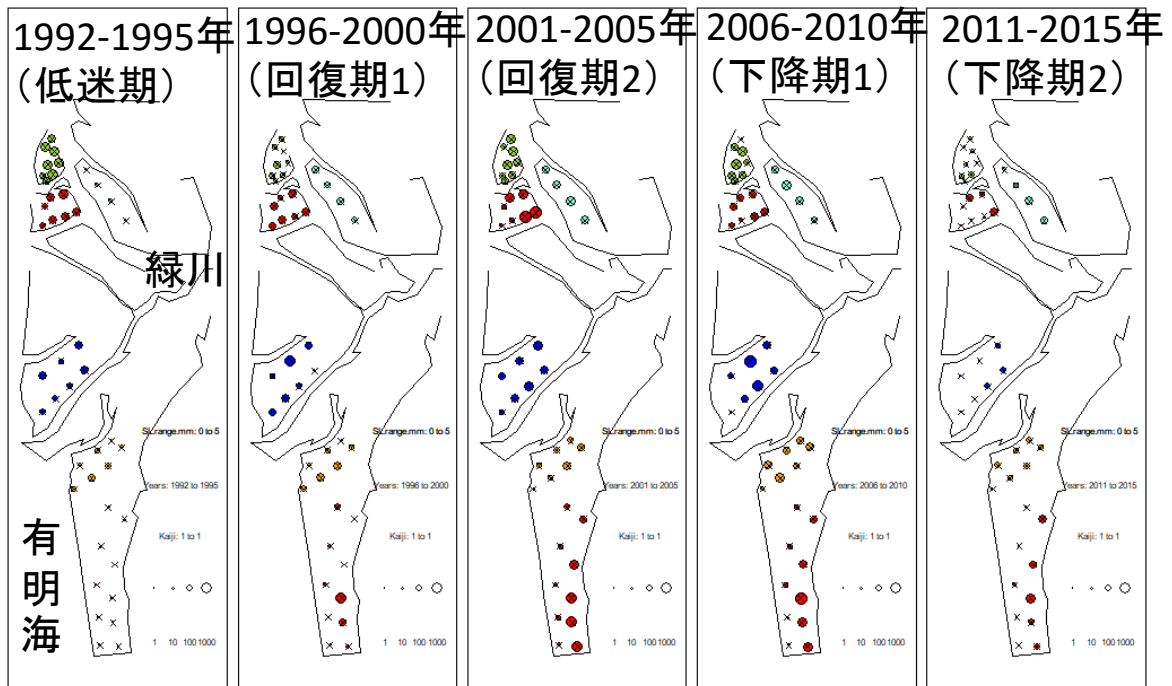 1992-1995年
（低迷期）
緑川
有明海
SL.range.mm: 0 to 5
Years: 1992 to 1995
Kaiji: 1 to 1
1 10 100 1000
1996-2000年
（回復期1）
SL.range.mm: 0 to 5
Years: 1996 to 2000
Kaiji: 1 to 1
1 10 100 1000
2001-2005年
（回復期2）
SL.range.mm: 0 to 5
Years: 2001 to 2005
Kaiji: 1 to 1
1 10 100 1000
2006-2010年
（下降期1）
SL.range.mm: 0 to 5
Years: 2006 to 2010
Kaiji: 1 to 1
1 10 100 1000
2011-2015年
（下降期2）
SL.range.mm: 0 to 5
Years: 2011 to 2015
Kaiji: 1 to 1
1 10 100 1000